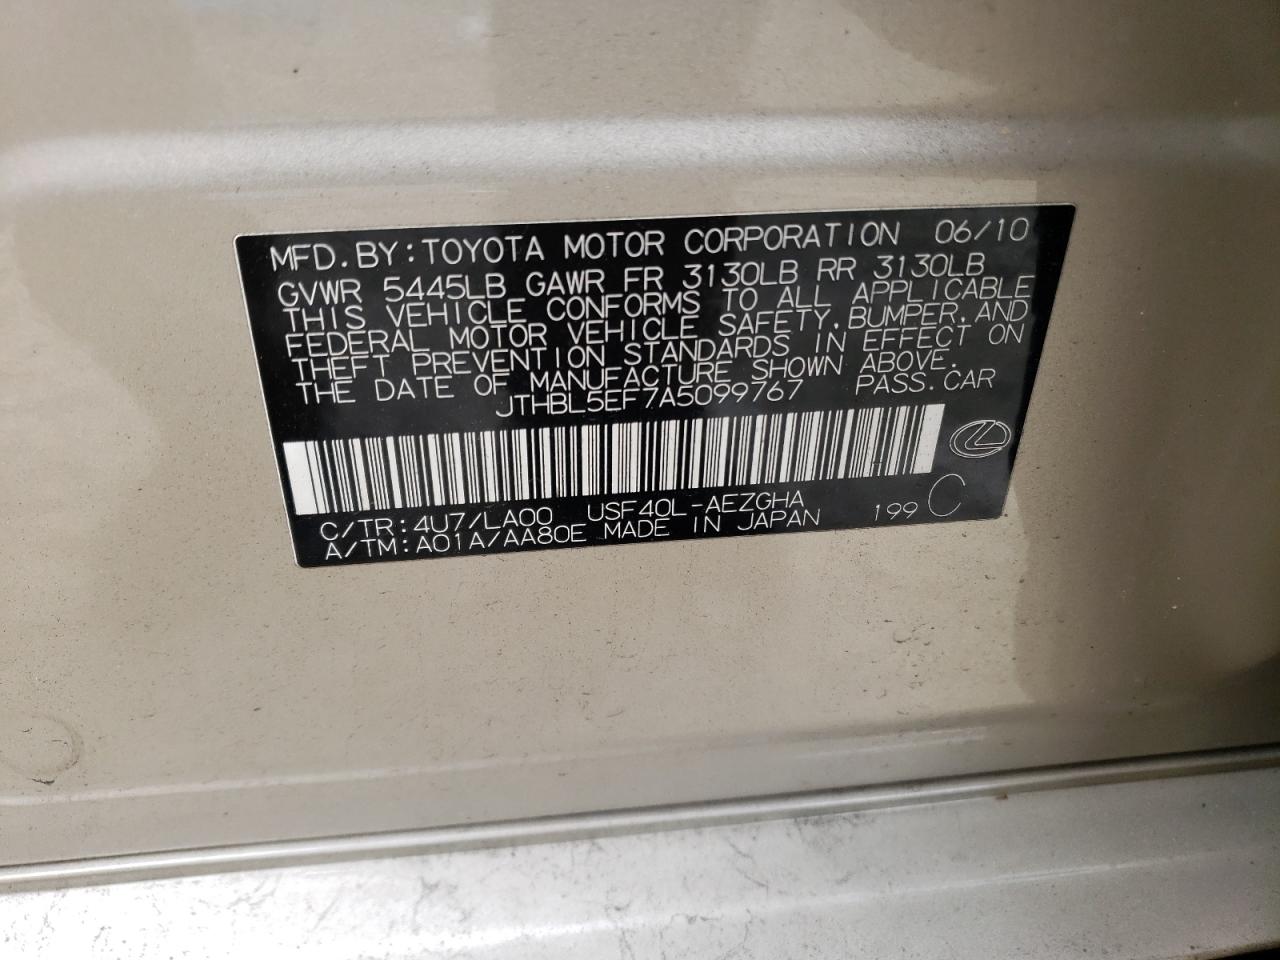 MFD. BY: TOYOTA MOTOR CORPORATION 06/10
GVWR 5445LB GAWR FR 3130LB RR 3130LB
THIS VEHICLE CONFORMS TO ALL APPLICABLE
FEDERAL MOTOR VEHICLE SAFETY, BUMPER, AND
THEFT PREVENTION STANDARDS IN EFFECT ON
THE DATE OF MANUFACTURE SHOWN ABOVE.
JTHBL5EF7A5099767 PASS. CAR
C/TR: 4U7/LA00 USF40L-AEZGHA 199 C
A/TM: A01A/AA80E MADE IN JAPAN